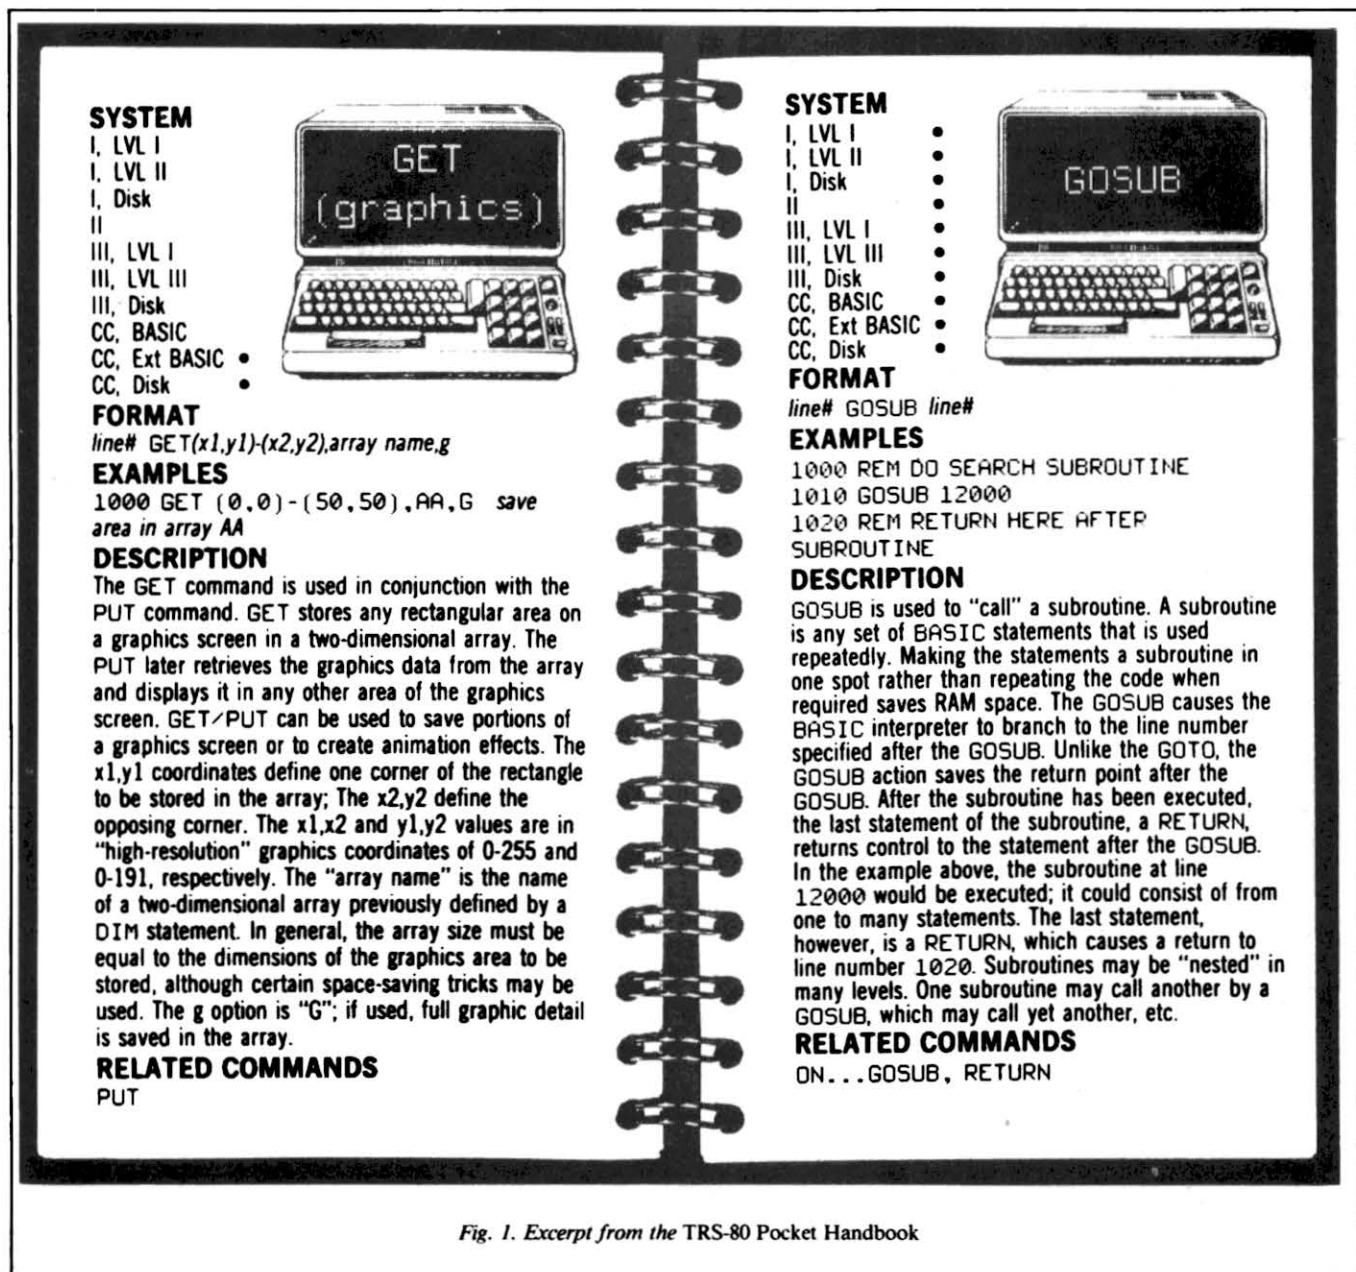 SYSTEM
I, LVL I
I, LVL II
I, Disk
II
III, LVL I
III, LVL III
III, Disk
CC, BASIC
CC, Ext BASIC •
CC, Disk •
GET
(graphics)
FORMAT
line# GET(x1,y1)-(x2,y2),array name,g
EXAMPLES
1000 GET (0,0)-(50,50),AA,G save
area in array AA
DESCRIPTION
The GET command is used in conjunction with the
PUT command. GET stores any rectangular area on
a graphics screen in a two-dimensional array. The
PUT later retrieves the graphics data from the array
and displays it in any other area of the graphics
screen. GET/PUT can be used to save portions of
a graphics screen or to create animation effects. The
x1,y1 coordinates define one corner of the rectangle
to be stored in the array; The x2,y2 define the
opposing corner. The x1,x2 and y1,y2 values are in
"high-resolution" graphics coordinates of 0-255 and
0-191, respectively. The "array name" is the name
of a two-dimensional array previously defined by a
DIM statement. In general, the array size must be
equal to the dimensions of the graphics area to be
stored, although certain space-saving tricks may be
used. The g option is "G"; if used, full graphic detail
is saved in the array.
RELATED COMMANDS
PUT
SYSTEM
I, LVL I •
I, LVL II •
I, Disk •
II •
III, LVL I •
III, LVL III •
III, Disk •
CC, BASIC •
CC, Ext BASIC •
CC, Disk •
GOSUB
FORMAT
line# GOSUB line#
EXAMPLES
1000 REM DO SEARCH SUBROUTINE
1010 GOSUB 12000
1020 REM RETURN HERE AFTER
SUBROUTINE
DESCRIPTION
GOSUB is used to "call" a subroutine. A subroutine
is any set of BASIC statements that is used
repeatedly. Making the statements a subroutine in
one spot rather than repeating the code when
required saves RAM space. The GOSUB causes the
BASIC interpreter to branch to the line number
specified after the GOSUB. Unlike the GOTO, the
GOSUB action saves the return point after the
GOSUB. After the subroutine has been executed,
the last statement of the subroutine, a RETURN,
returns control to the statement after the GOSUB.
In the example above, the subroutine at line
12000 would be executed; it could consist of from
one to many statements. The last statement,
however, is a RETURN, which causes a return to
line number 1020. Subroutines may be "nested" in
many levels. One subroutine may call another by a
GOSUB, which may call yet another, etc.
RELATED COMMANDS
ON...GOSUB, RETURN
Fig. 1. Excerpt from the TRS-80 Pocket Handbook